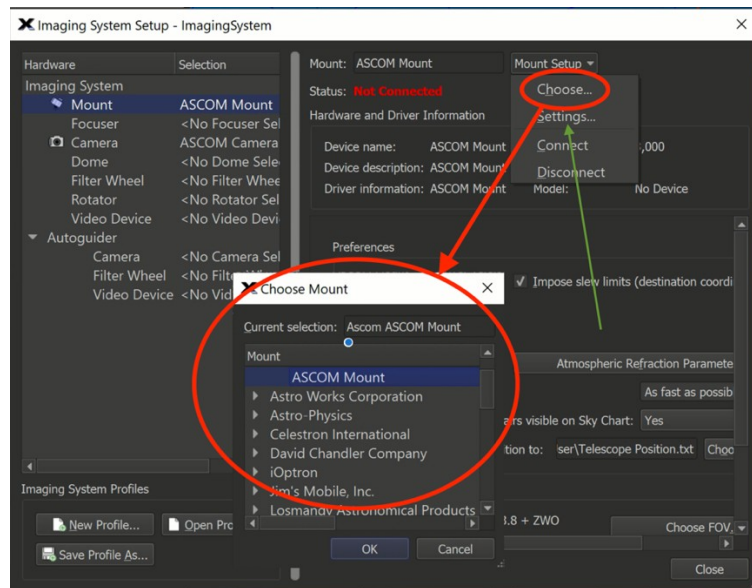 Imaging System Setup - ImagingSystem
Hardware Selection
Imaging System
Mount ASCOM Mount
Focuser <No Focuser Sel
Camera ASCOM Camera
Dome <No Dome Sele
Filter Wheel <No Filter Whee
Rotator <No Rotator Sel
Video Device <No Video Devi
Autoguider
Camera <No Camera Sel
Filter Wheel <No Filt
Video Device <No Vid
Imaging System Profiles
New Profile...
Open Pro
Save Profile As...
Mount: ASCOM Mount
Mount Setup
Status: Not Connected
Choose...
Settings...
Connect
Disconnect
Hardware and Driver Information
Device name: ASCOM Mount ,000
Device description: ASCOM Mount
Driver information: ASCOM Mount Model: No Device
Preferences
Impose slew limits (destination coordi
Atmospheric Refraction Paramete
As fast as possib
rs visible on Sky Chart: Yes
tion to: ser\Telescope Position.txt Choo
.8 + ZWO Choose FOV,
Close
Choose Mount
Current selection: Ascom ASCOM Mount
Mount
ASCOM Mount
Astro Works Corporation
Astro-Physics
Celestron International
David Chandler Company
iOptron
Jim's Mobile, Inc.
Losmandy Astronomical Products
OK Cancel